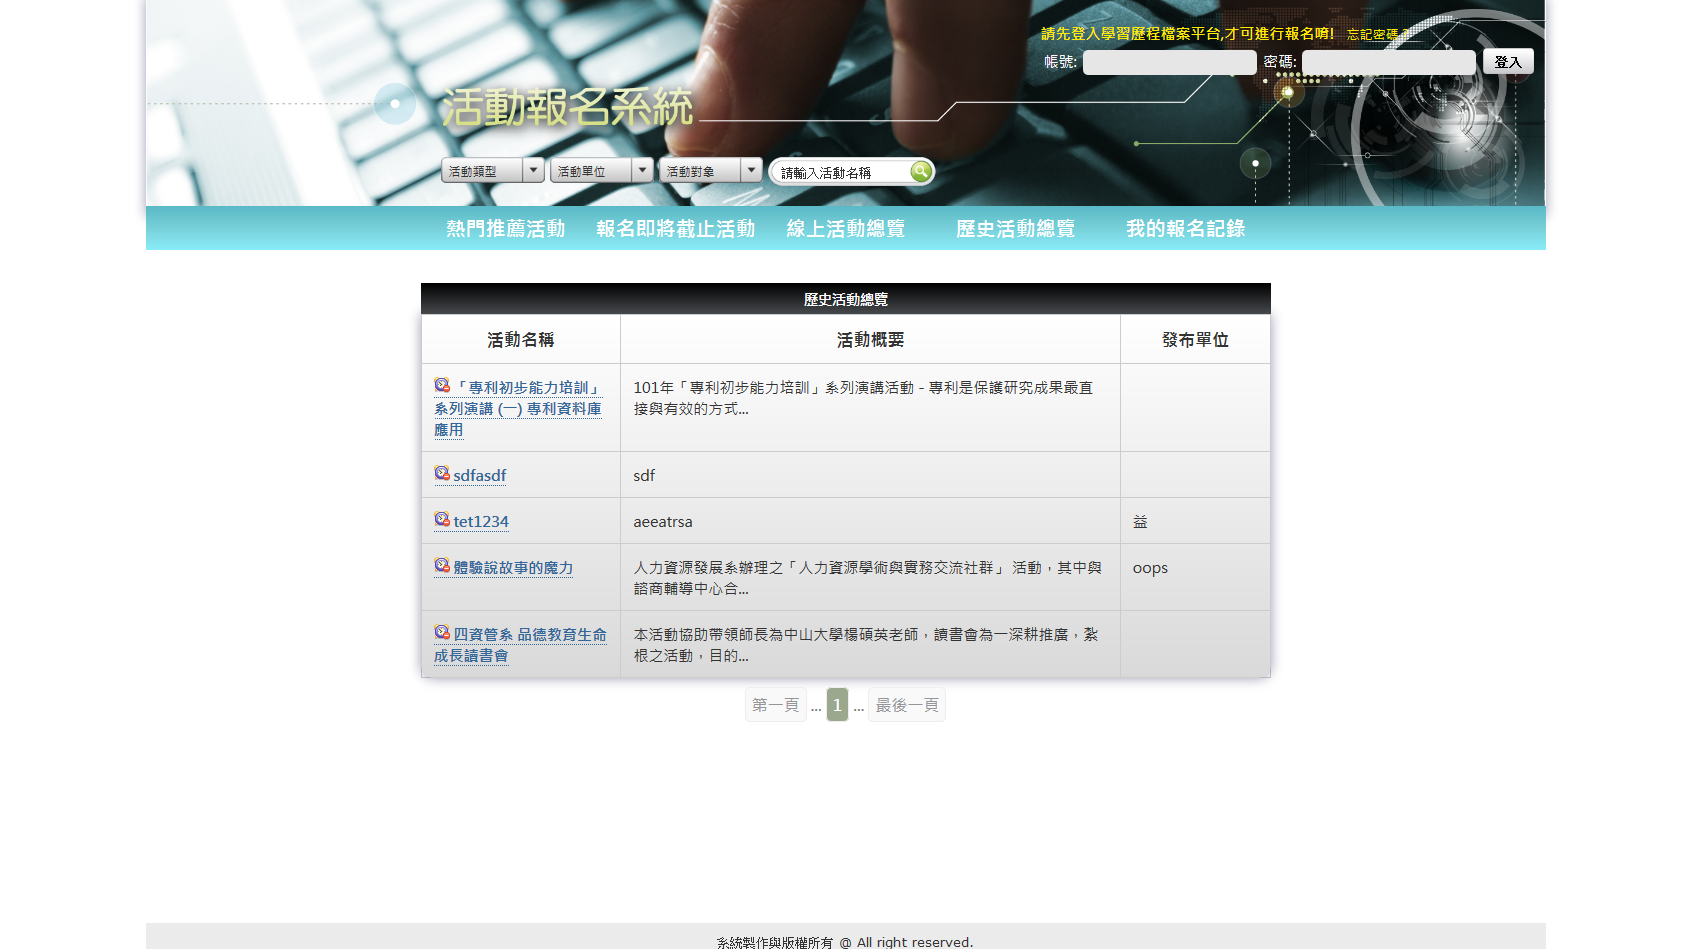 請先登入學習歷程檔案平台,才可進行報名唷! 忘記密碼?
帳號: 密碼: 登入
活動報名系統
活動類型 活動單位 活動對象 請輸入活動名稱
熱門推薦活動 報名即將截止活動 線上活動總覽 歷史活動總覽 我的報名記錄
歷史活動總覽
活動名稱 活動概要 發布單位
「專利初步能力培訓」 101年「專利初步能力培訓」系列演講活動 - 專利是保護研究成果最直
系列演講 (一) 專利資料庫 接與有效的方式...
應用
sdfasdf sdf
tet1234 aeeatrsa 益
體驗說故事的魔力 人力資源發展系辦理之「人力資源學術與實務交流社群」 活動，其中與 oops
諮商輔導中心合...
四資管系 品德教育生命 本活動協助帶領師長為中山大學楊碩英老師，讀書會為一深耕推廣，紮
成長讀書會 根之活動，目的...
第一頁 ... 1 ... 最後一頁
系統製作與版權所有 @ All right reserved.